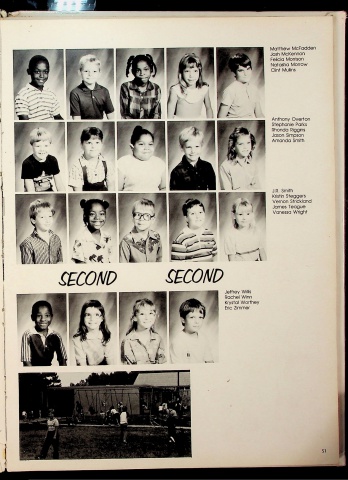 Matthew McFadden
Josh McKennon
Felicia Morrison
Natasha Morrow
Clint Mullins
Anthony Overton
Stephanie Parks
Rhonda Riggins
Jason Simpson
Amanda Smith
J.R. Smith
Kristin Steggers
Vernon Strickland
James Teague
Vanessa Wright
SECOND SECOND
Jeffrey Wills
Rachel Winn
Krystal Worthey
Eric Zimmer
51